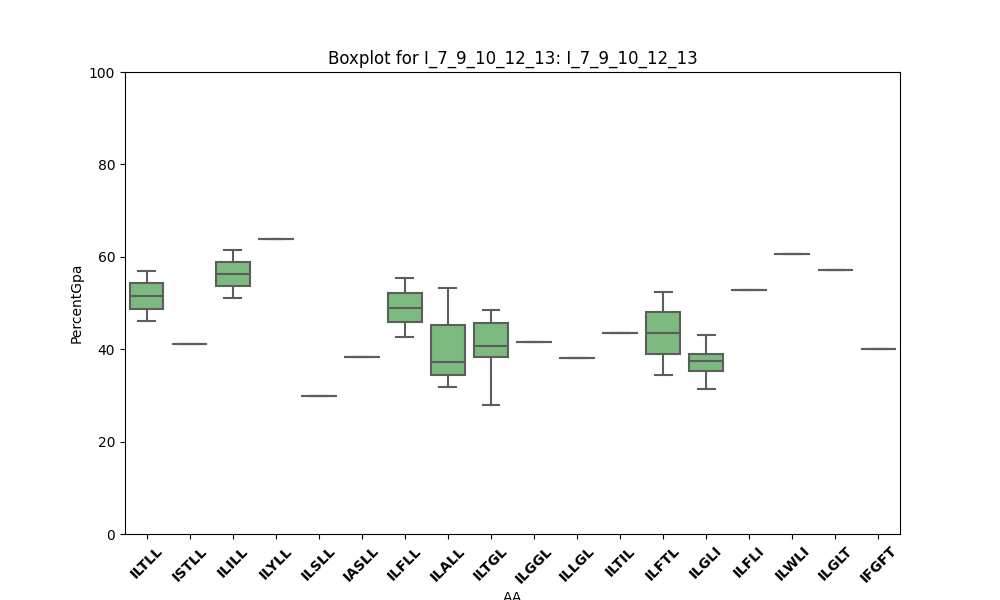 Boxplot for I_7_9_10_12_13: I_7_9_10_12_13
100
80
60
40
20
0
PercentGpa
ILTLL
ISTLL
ILILL
ILYLL
ILSLL
IASLL
ILFLL
ILALL
ILTGL
ILGGL
ILLGL
ILTIL
ILFTL
ILGLI
ILFLI
ILWLI
ILGLT
IFGFT
AA